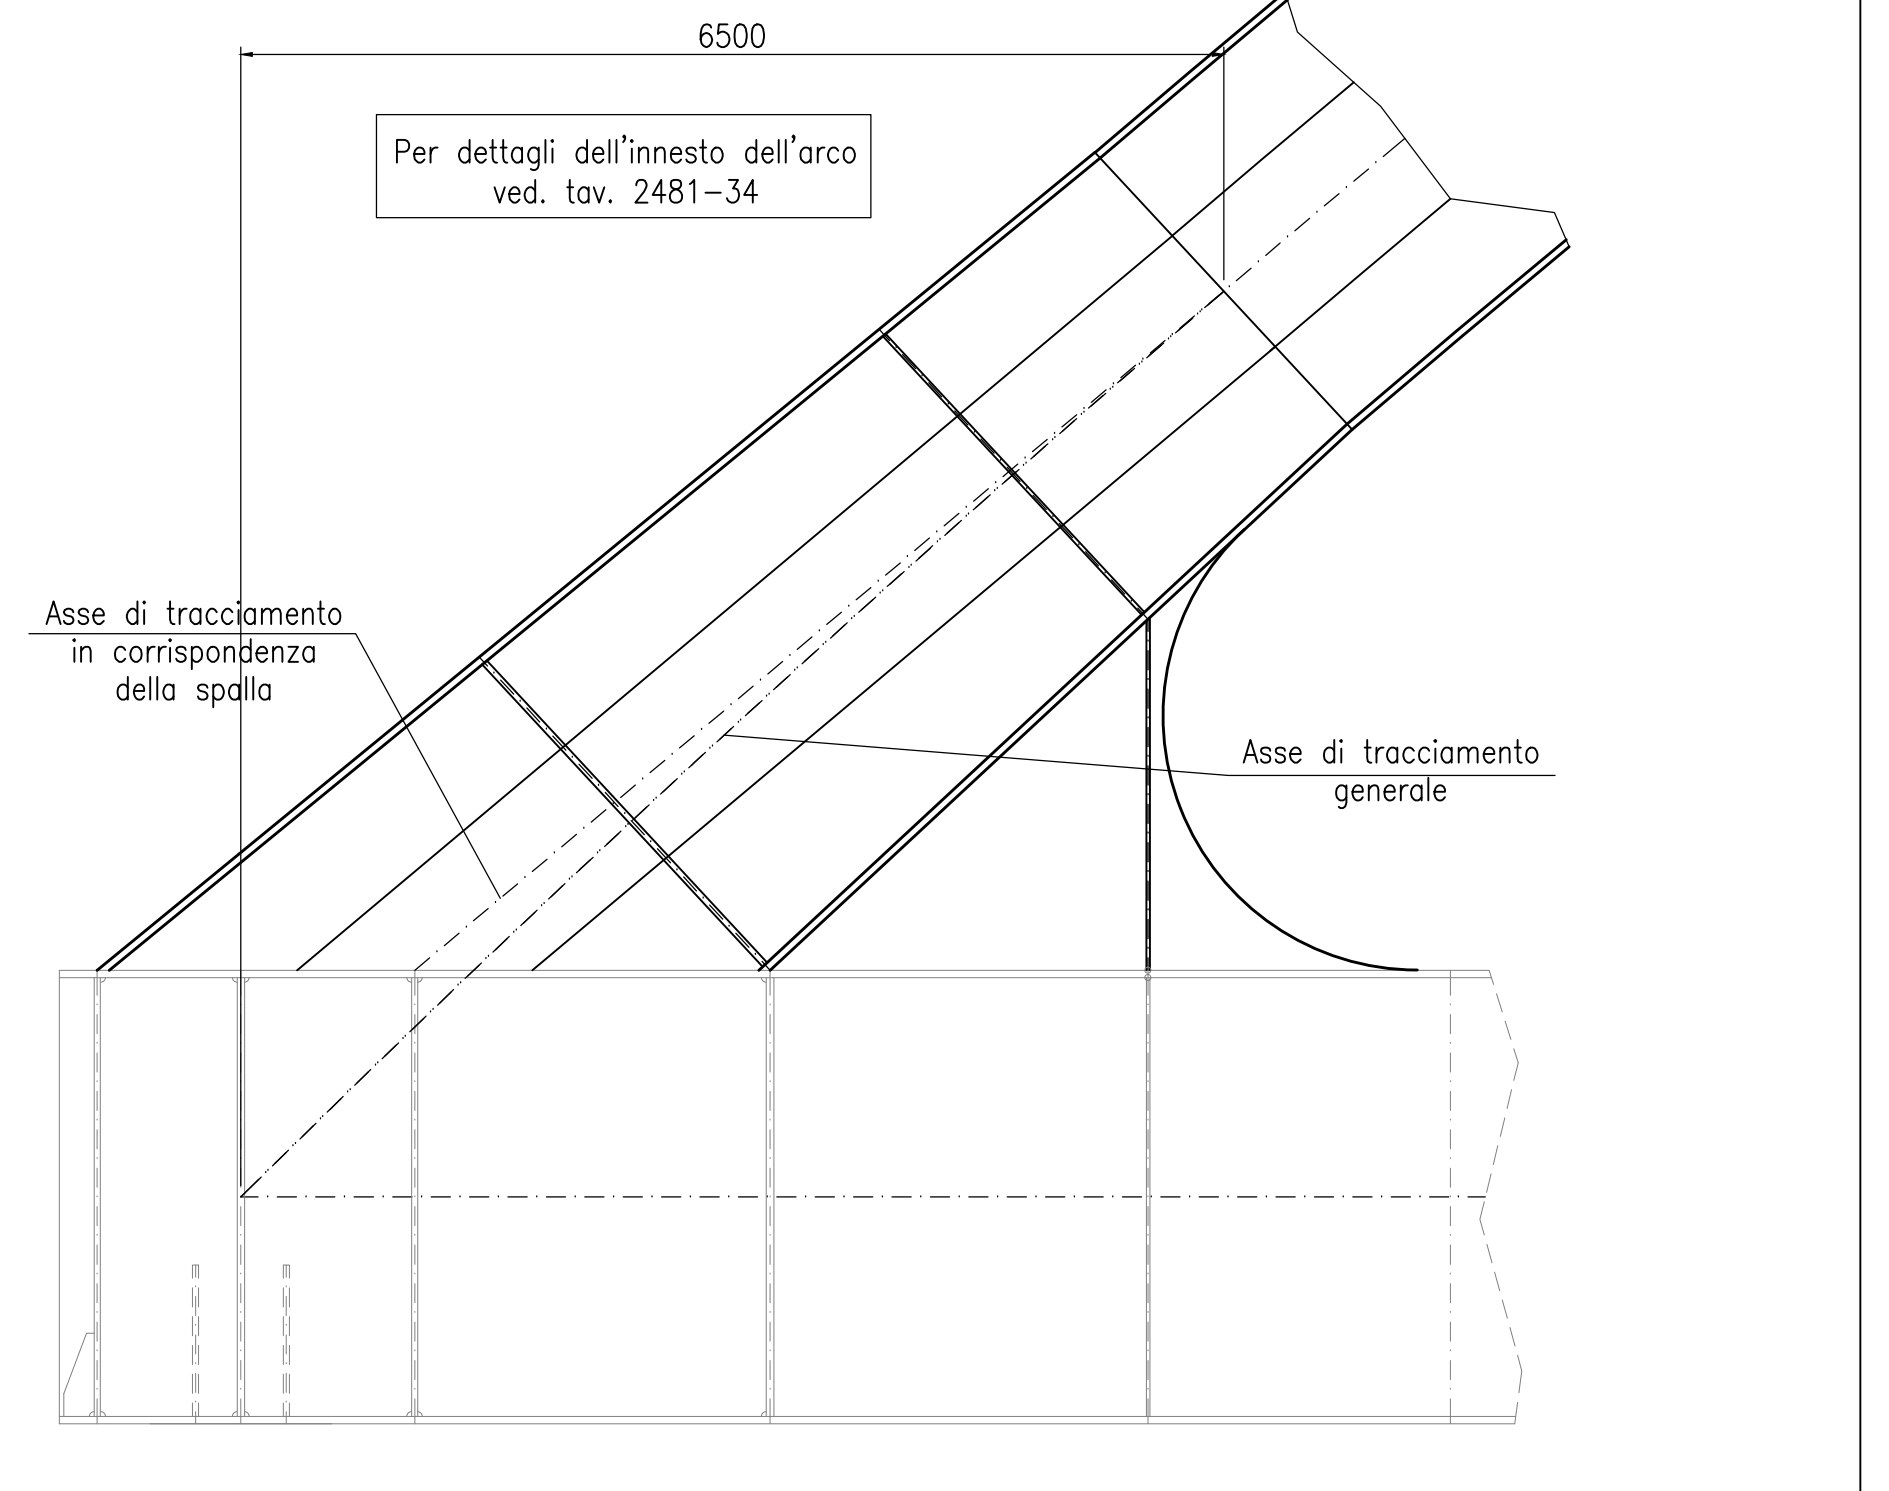 6500
Per dettagli dell'innesto dell'arco
ved. tav. 2481-34
Asse di tracciamento
in corrispondenza
della spalla
Asse di tracciamento
generale